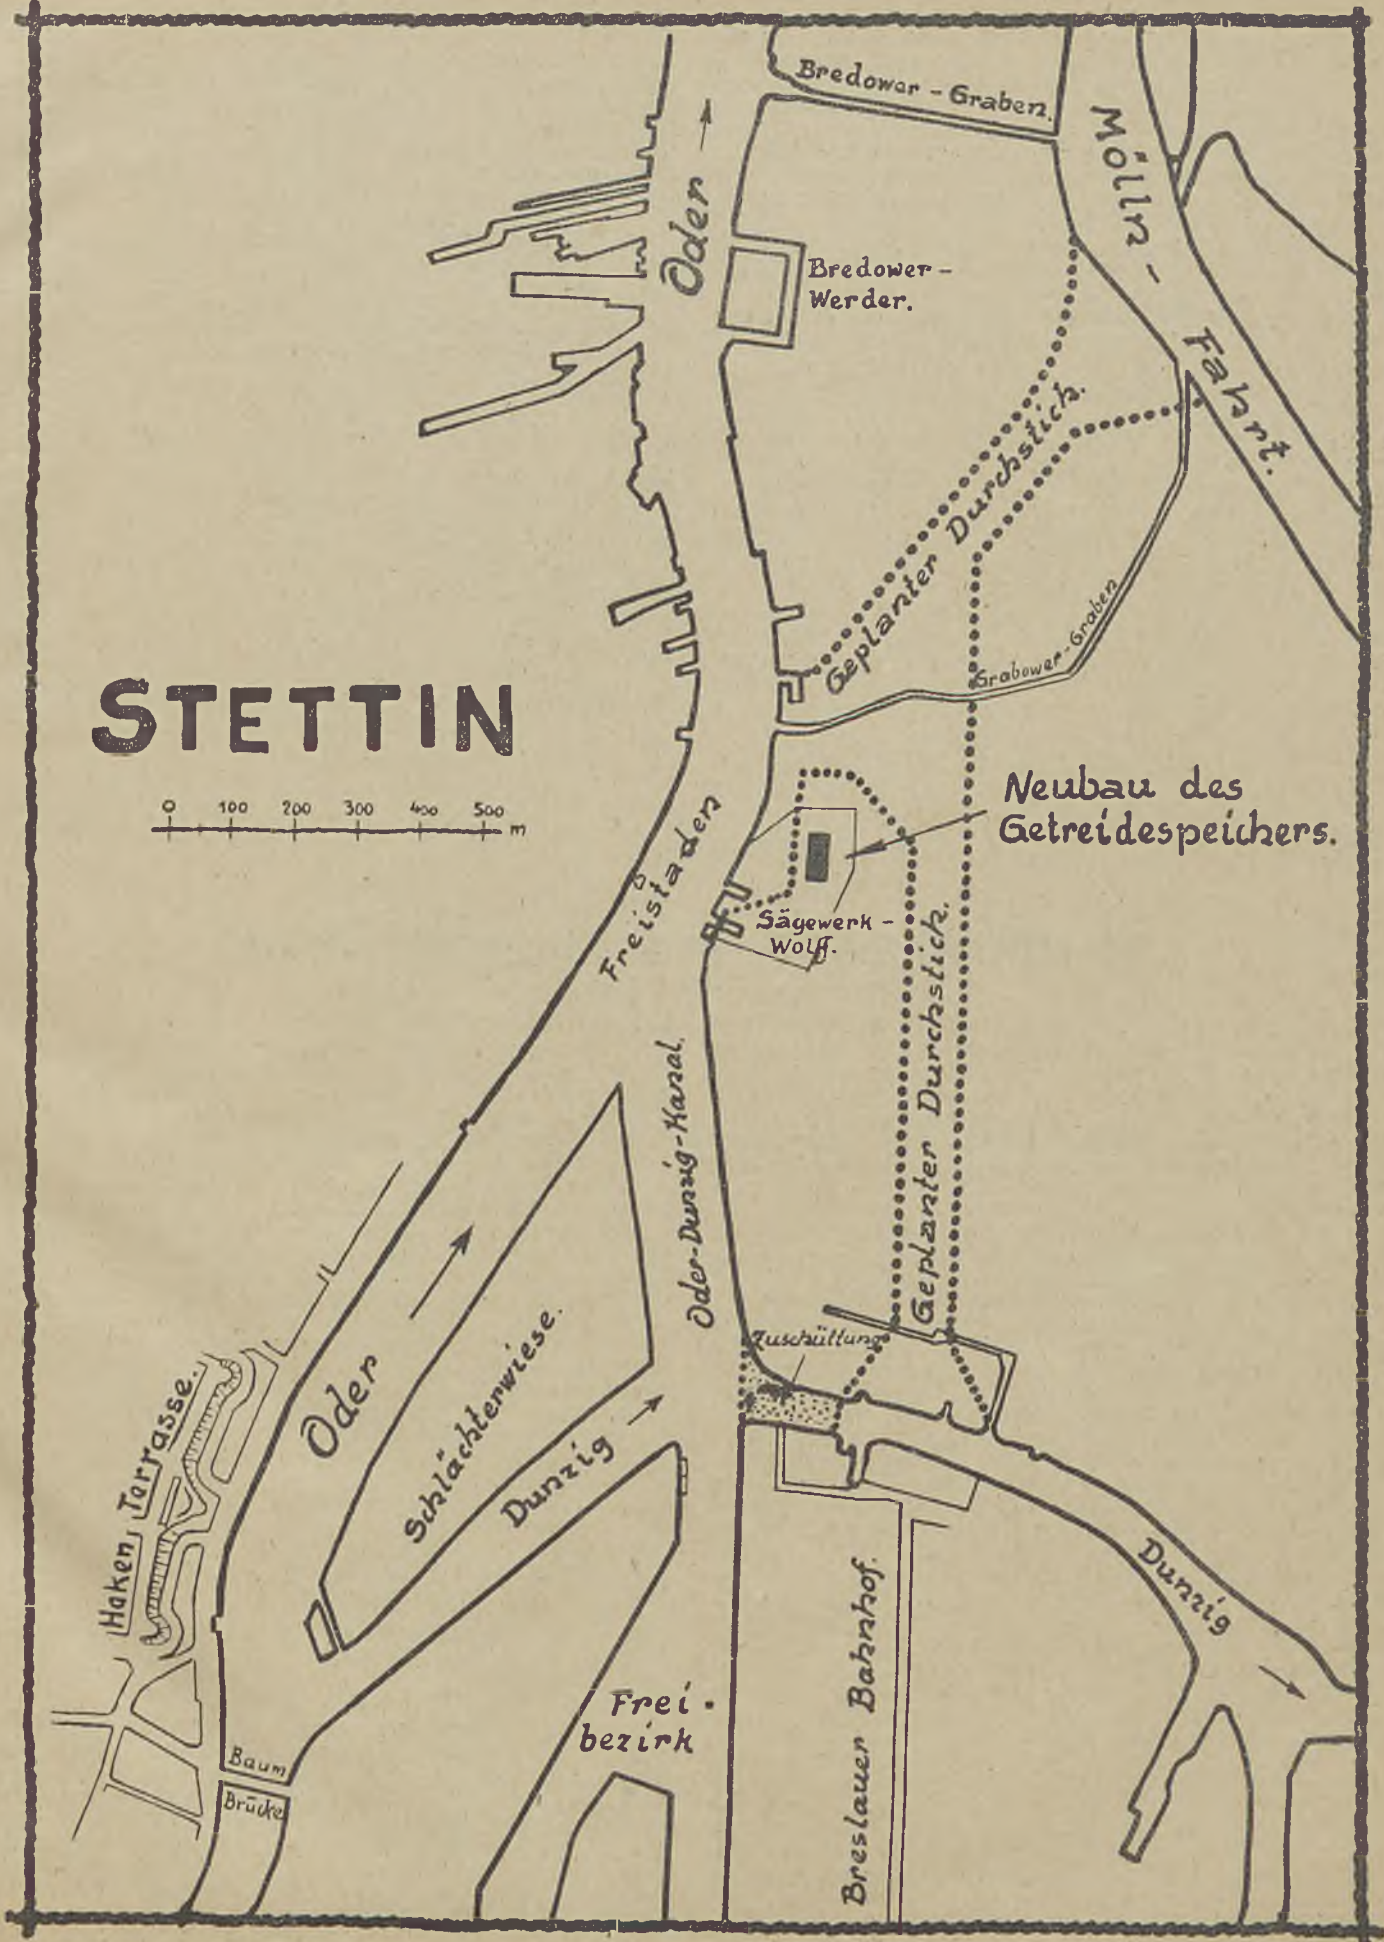 Bredower - Graben.
Mölln -
Fahrt.
Oder
Bredower -
Werder.
Geplanter Durchstich.
Grabower-Graben
STETTIN
0 100 200 300 400 500 m
Neubau des
Getreidespeichers.
Freistaden
Sägewerk -
Wolff.
Geplanter Durchstich.
Oder-Dunzig-Kanal.
Zuschüttung
Oder
Schlächterwiese.
Dunzig
Haken Terrasse.
Dunzig
Frei -
bezirk
Breslauer Bahnhof.
Baum
Brücke